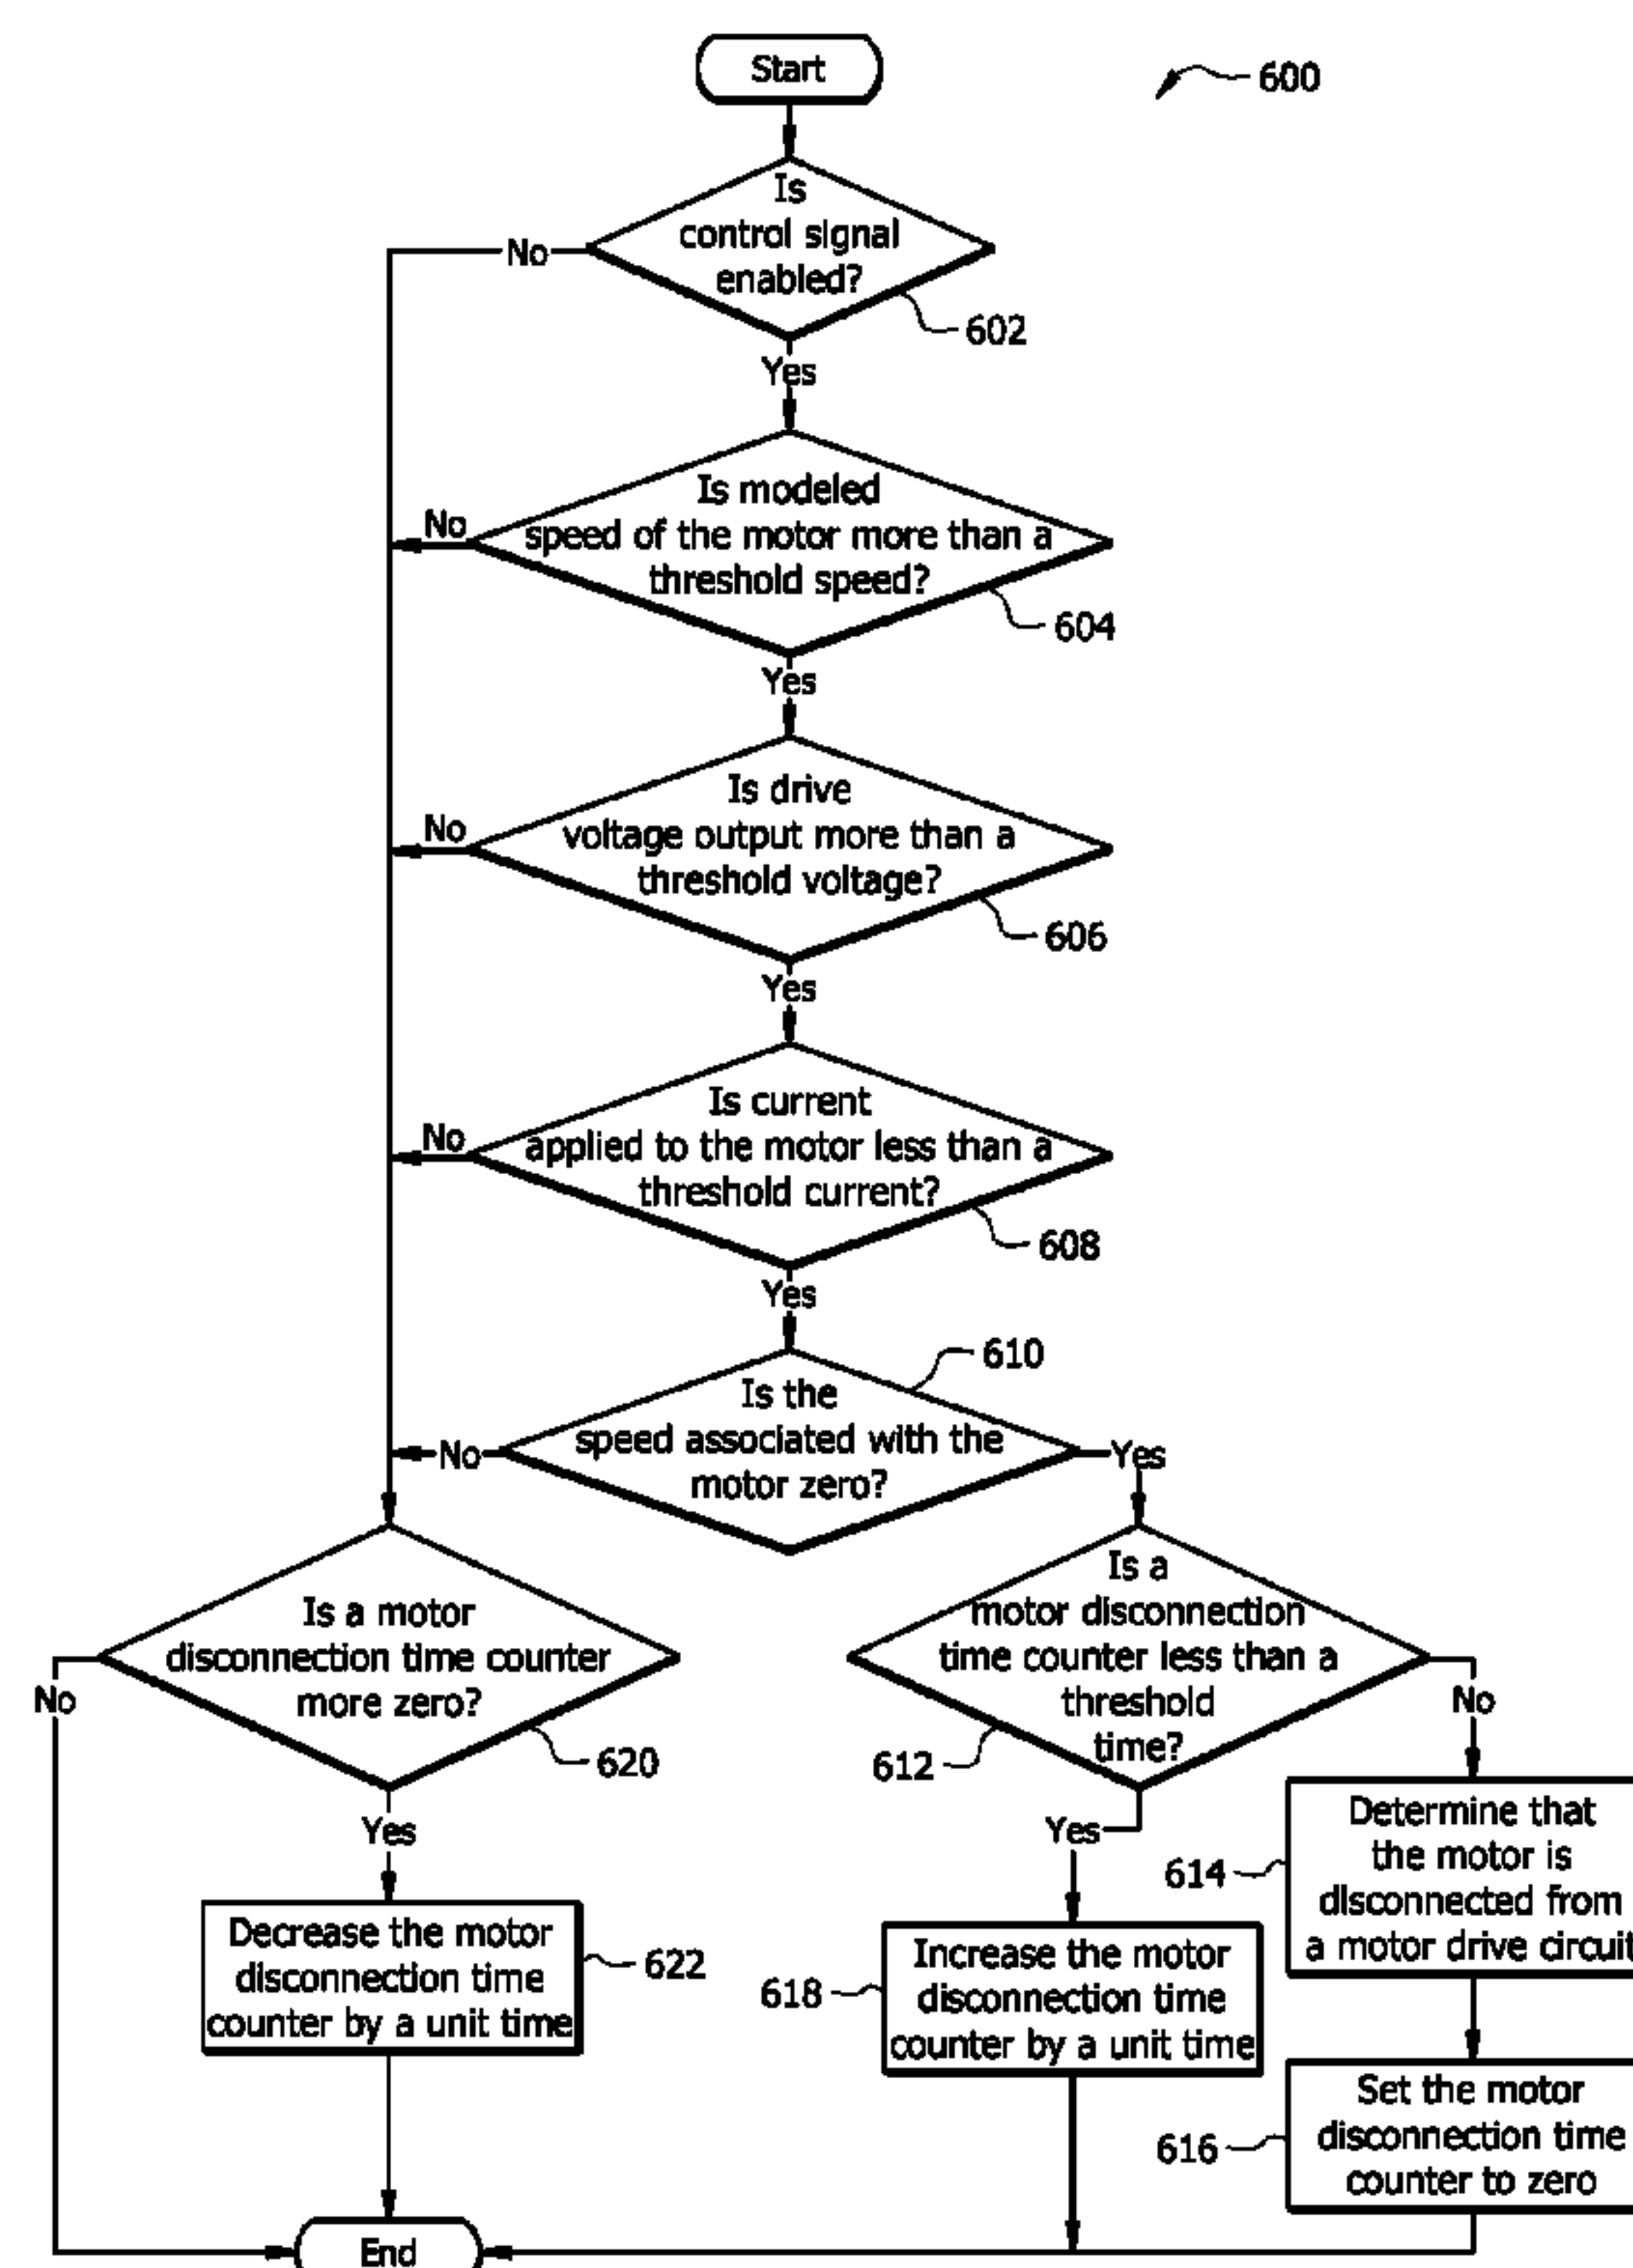 Start
600
Is
control signal
enabled?
No
602
Yes
Is modeled
speed of the motor more than a
threshold speed?
No
604
Yes
Is drive
voltage output more than a
threshold voltage?
No
606
Yes
Is current
applied to the motor less than a
threshold current?
No
608
Yes
610
Is the
speed associated with the
motor zero?
No
Yes
Is a motor
disconnection time counter
more zero?
No
620
Yes
Is a
motor disconnection
time counter less than a
threshold
time?
612
No
Yes
Determine that
the motor is
disconnected from
a motor drive circuit
614
Decrease the motor
disconnection time
counter by a unit time
622
Increase the motor
disconnection time
counter by a unit time
618
Set the motor
disconnection time
counter to zero
616
End